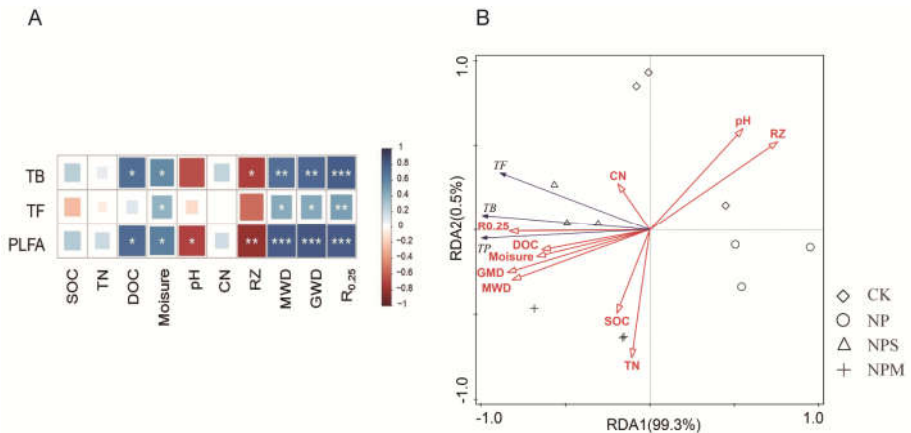 A
TB
TF
PLFA
* * * ** ** ***
* * * **
* * * ** *** *** ***
SOC
TN
DOC
Moisure
pH
CN
RZ
MWD
GWD
R0.25
1
0.8
0.6
0.4
0.2
0
−0.2
−0.4
−0.6
−0.8
−1
B
1.0
RDA2(0.5%)
-1.0
pH
RZ
CN
TF
TB
R0.25
TP
DOC
Moisure
GMD
MWD
SOC
TN
-1.0
RDA1(99.3%)
1.0
CK
NP
NPS
NPM